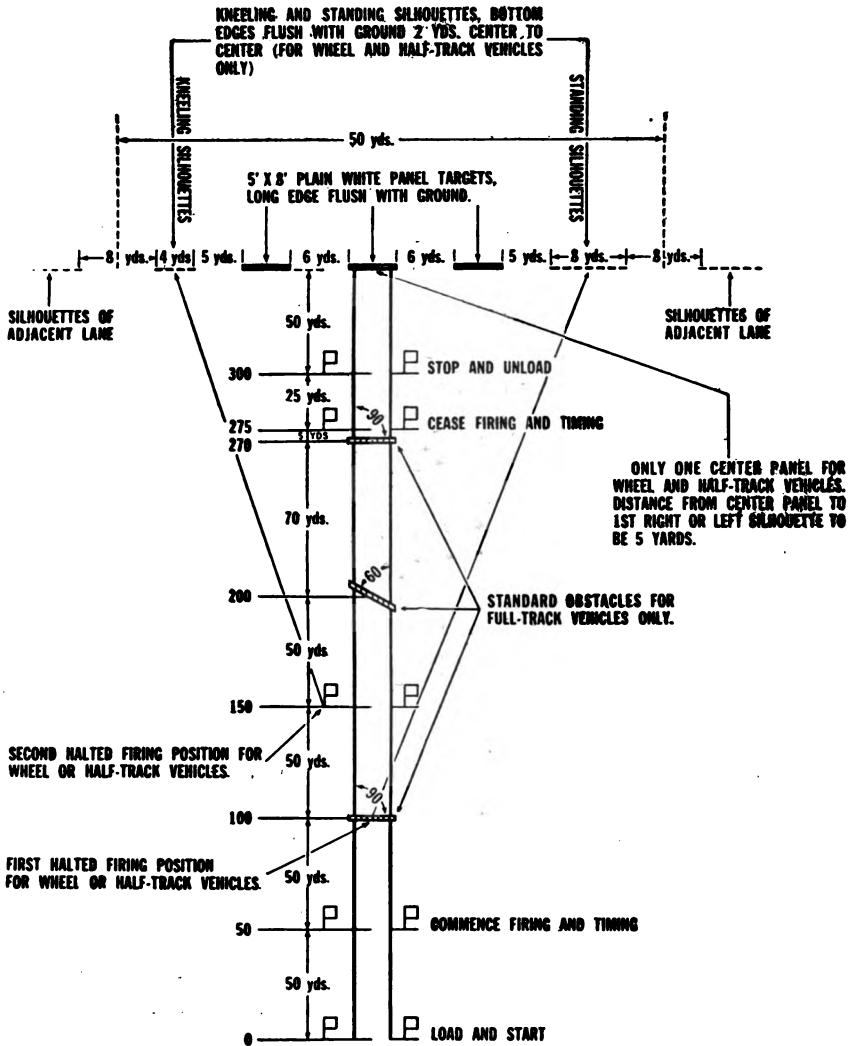 KNEELING AND STANDING SILHOUETTES, BOTTOM
EDGES FLUSH WITH GROUND 2 YDS. CENTER TO
CENTER (FOR WHEEL AND HALF-TRACK VEHICLES
ONLY)
KNEELING SILHOUETTES
STANDING SILHOUETTES
50 yds.
5' X 8' PLAIN WHITE PANEL TARGETS,
LONG EDGE FLUSH WITH GROUND.
8 yds. 4 yds 5 yds. 6 yds. 6 yds. 5 yds. 8 yds. 8 yds.
SILHOUETTES OF
ADJACENT LANE
SILHOUETTES OF
ADJACENT LANE
50 yds.
300
STOP AND UNLOAD
25 yds.
275
CEASE FIRING AND TIMING
90
5 YDS
270
ONLY ONE CENTER PANEL FOR
WHEEL AND HALF-TRACK VEHICLES.
DISTANCE FROM CENTER PANEL TO
1ST RIGHT OR LEFT SILHOUETTE TO
BE 5 YARDS.
70 yds.
60
200
STANDARD OBSTACLES FOR
FULL-TRACK VEHICLES ONLY.
50 yds.
150
SECOND HALTED FIRING POSITION FOR
WHEEL OR HALF-TRACK VEHICLES.
50 yds.
90
100
FIRST HALTED FIRING POSITION
FOR WHEEL OR HALF-TRACK VEHICLES.
50 yds.
50
COMMENCE FIRING AND TIMING
50 yds.
0
LOAD AND START